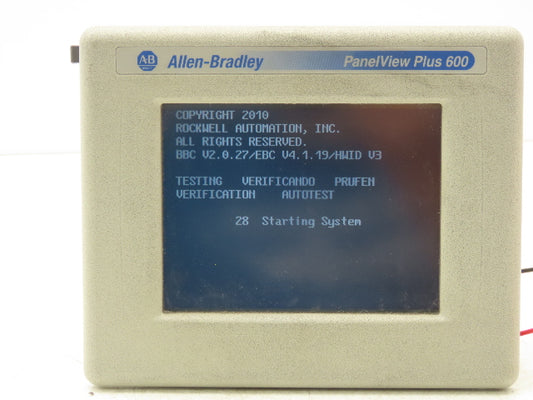 AB Allen-Bradley PanelView Plus 600
COPYRIGHT 2010
ROCKWELL AUTOMATION, INC.
ALL RIGHTS RESERVED.
BBC V2.0.27/EBC V4.1.19/HWID V3
TESTING VERIFICANDO PRUFEN
VERIFICATION AUTOTEST
28 Starting System